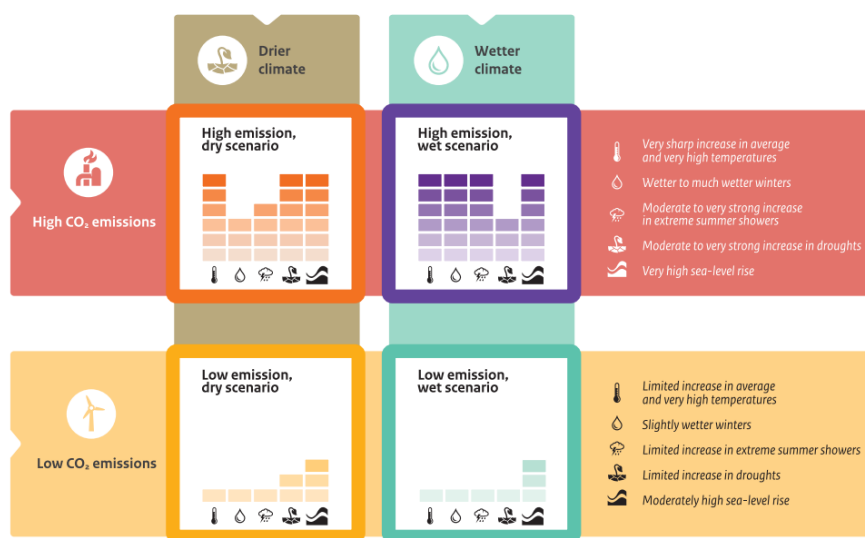 Drier
climate
Wetter
climate
High CO₂ emissions
High emission,
dry scenario
High emission,
wet scenario
Very sharp increase in average
and very high temperatures
Wetter to much wetter winters
Moderate to very strong increase
in extreme summer showers
Moderate to very strong increase in droughts
Very high sea-level rise
Low CO₂ emissions
Low emission,
dry scenario
Low emission,
wet scenario
Limited increase in average
and very high temperatures
Slightly wetter winters
Limited increase in extreme summer showers
Limited increase in droughts
Moderately high sea-level rise